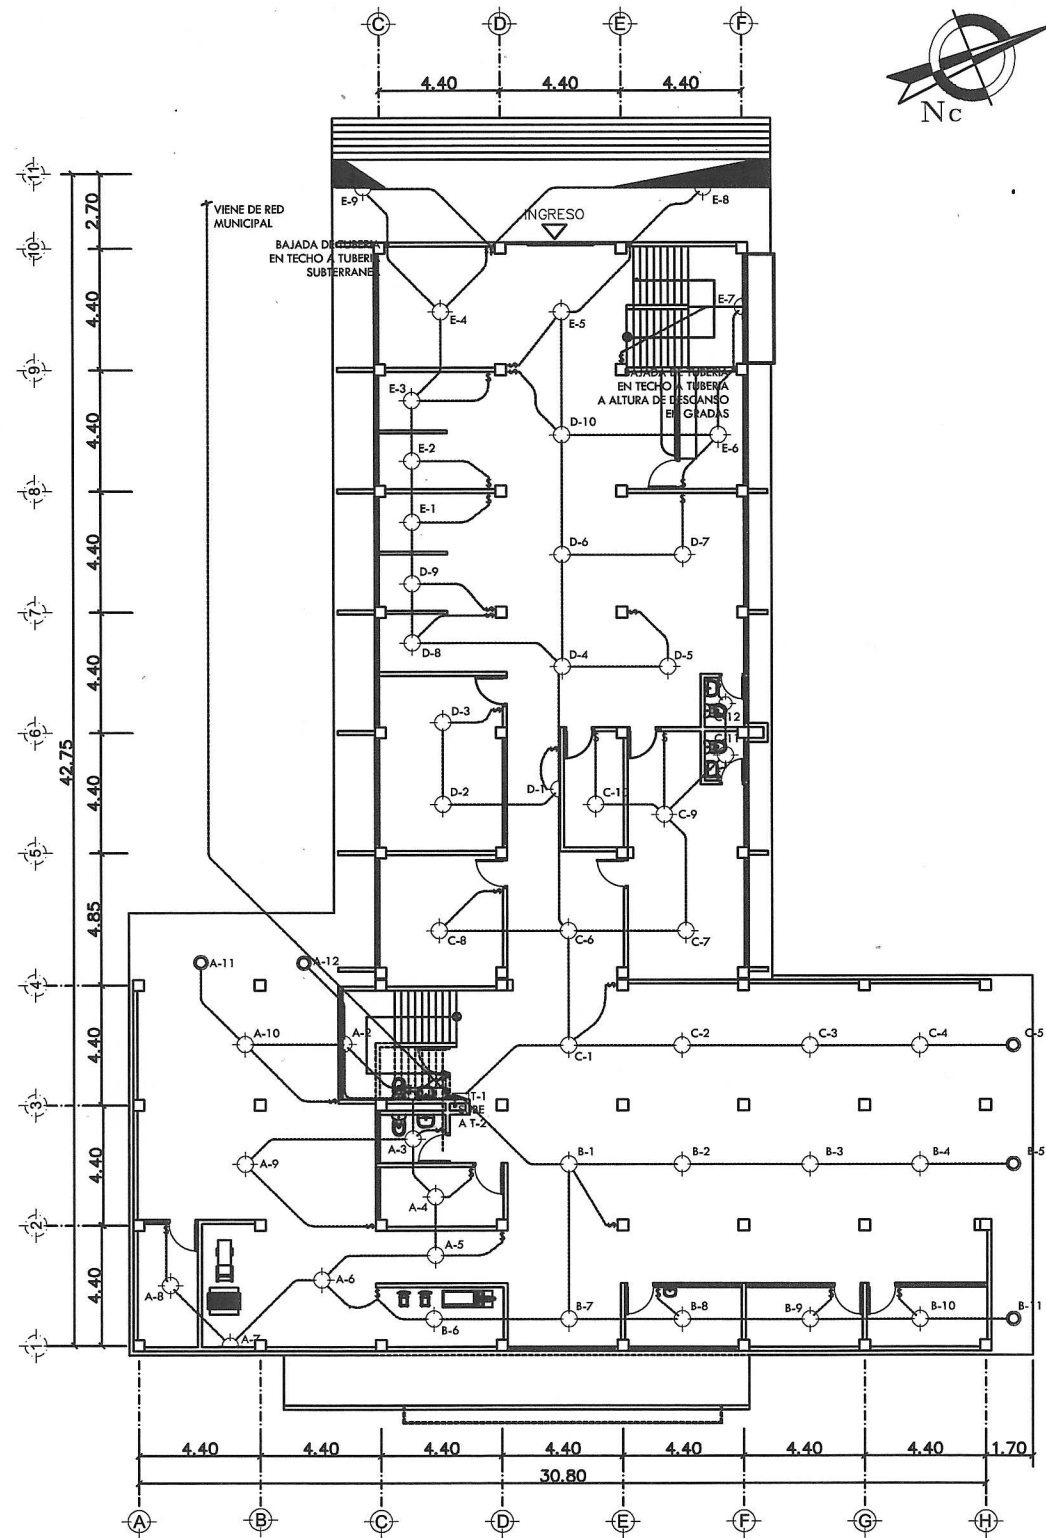 C D E F
4.40 4.40 4.40
Nc
11
2.70
E-9
E-8
VIENE DE RED
MUNICIPAL
INGRESO
10
BAJADA DE TUBERIA
EN TECHO A TUBERIA
SUBTERRANEA
4.40
E-4
E-5
E-7
9
BAJADA DE TUBERIA
EN TECHO A TUBERIA
A ALTURA DE DESCANSO
EN GRADAS
E-3
4.40
D-10
E-6
E-2
8
E-1
4.40
D-6
D-7
D-9
7
D-8
4.40
D-4
D-5
D-3
C-12
6
C-11
42.75
4.40
D-2
D-1
C-10
C-9
5
4.85
C-8
C-6
C-7
A-11
A-12
4
4.40
A-10
A-2
C-1
C-2
C-3
C-4
C-5
3
T-1
SUBE
A T-2
A-3
4.40
A-9
B-1
B-2
B-3
B-4
B-5
A-4
2
A-5
4.40
A-8
A-6
A-7
B-6
B-7
B-8
B-9
B-10
B-11
1
4.40 4.40 4.40 4.40 4.40 4.40 4.40 1.70
30.80
A B C D E F G H